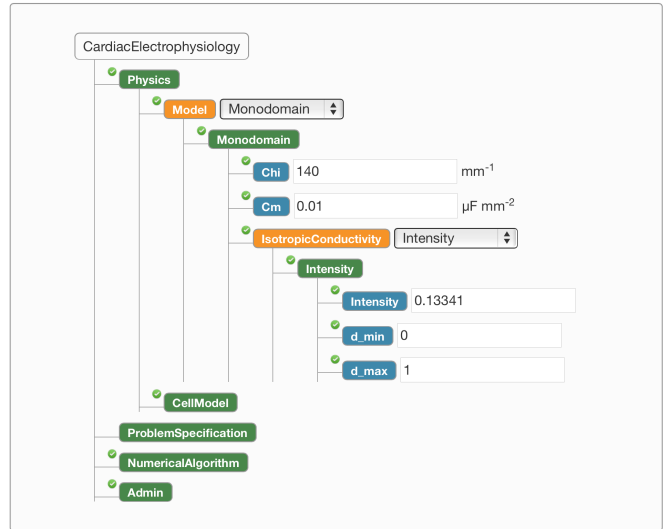 CardiacElectrophysiology
Physics
Model Monodomain
Monodomain
Chi 140 mm-1
Cm 0.01 µF mm-2
IsotropicConductivity Intensity
Intensity
Intensity 0.13341
d_min 0
d_max 1
CellModel
ProblemSpecification
NumericalAlgorithm
Admin